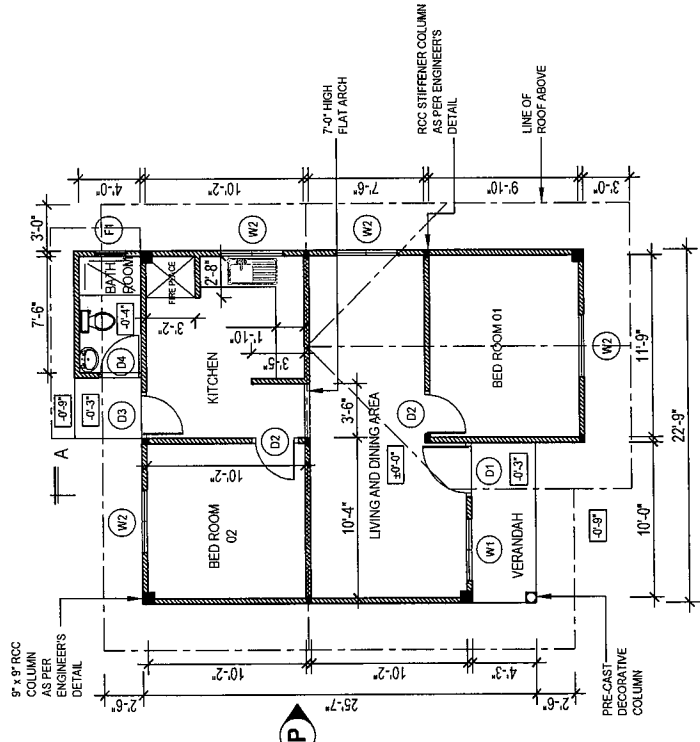 9" x 9" RCC
COLUMN
AS PER
ENGINEER'S
DETAIL
A
7'-6"
3'-0"
-0'-9"
-0'-3"
D3
D4
-0'-4"
BATH
ROOM
F1
4'-0"
W2
BED ROOM
02
10'-2"
D2
KITCHEN
3'-2"
FIRE PLACE
2'-8"
1'-10"
3'-5"
W2
10'-2"
7'-0" HIGH
FLAT ARCH
10'-4"
3'-6"
LIVING AND DINING AREA
±0'-0"
W2
7'-6"
RCC STIFFENER COLUMN
AS PER ENGINEER'S
DETAIL
D2
D1
-0'-3"
W1
VERANDAH
BED ROOM 01
9'-10"
LINE OF
ROOF ABOVE
W2
3'-0"
-0'-9"
10'-0"
11'-9"
22'-9"
2'-6"
10'-2"
10'-2"
4'-3"
25'-7"
2'-6"
P
PRE-CAST
DECORATIVE
COLUMN